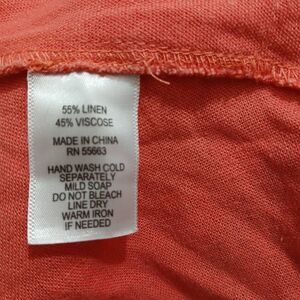 55% LINEN
45% VISCOSE
MADE IN CHINA
RN 55663
HAND WASH COLD
SEPARATELY
MILD SOAP
DO NOT BLEACH
LINE DRY
WARM IRON
IF NEEDED